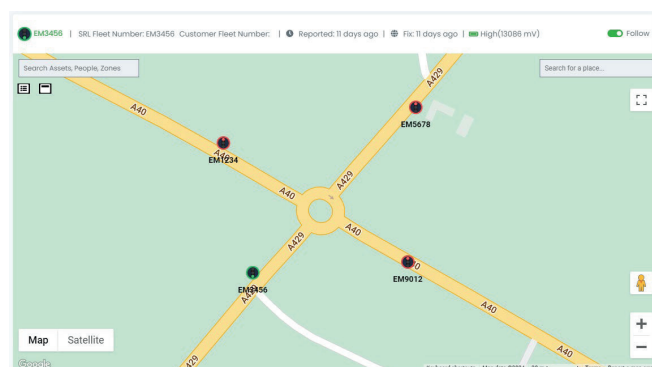 EM3456 | SRL Fleet Number: EM3456 Customer Fleet Number: | Reported: 11 days ago | Fix: 11 days ago | High(13086 mV) Follow
Search Assets, People, Zones
Search for a place...
A429
A40
EM5678
A40
EM1234
A429
A40
A40
A429
EM9012
EM3456
A429
A40
Map Satellite
A40
A429
Google